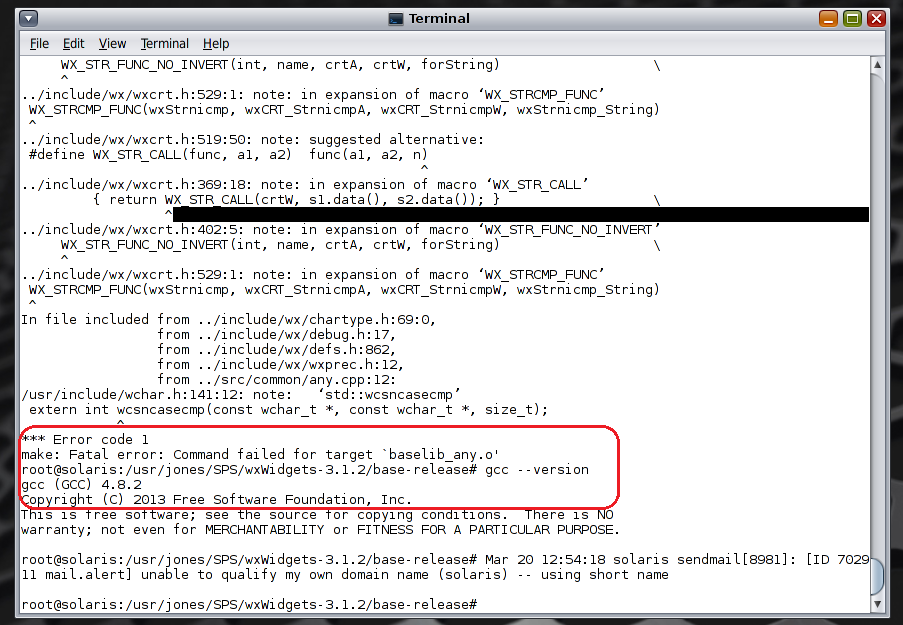 Terminal
File Edit View Terminal Help
     WX_STR_FUNC_NO_INVERT(int, name, crtA, crtW, forString)                    \
     ^
../include/wx/wxcrt.h:529:1: note: in expansion of macro ‘WX_STRCMP_FUNC’
 WX_STRCMP_FUNC(wxStrnicmp, wxCRT_StrnicmpA, wxCRT_StrnicmpW, wxStrnicmp_String)
 ^
../include/wx/wxcrt.h:519:50: note: suggested alternative:
 #define WX_STR_CALL(func, a1, a2)  func(a1, a2, n)
                                                   ^
../include/wx/wxcrt.h:369:18: note: in expansion of macro ‘WX_STR_CALL’
         { return WX_STR_CALL(crtW, s1.data(), s2.data()); }                    \
                  ^
../include/wx/wxcrt.h:402:5: note: in expansion of macro ‘WX_STR_FUNC_NO_INVERT’
     WX_STR_FUNC_NO_INVERT(int, name, crtA, crtW, forString)                    \
     ^
../include/wx/wxcrt.h:529:1: note: in expansion of macro ‘WX_STRCMP_FUNC’
 WX_STRCMP_FUNC(wxStrnicmp, wxCRT_StrnicmpA, wxCRT_StrnicmpW, wxStrnicmp_String)
 ^
In file included from ../include/wx/chartype.h:69:0,
                 from ../include/wx/debug.h:17,
                 from ../include/wx/defs.h:862,
                 from ../include/wx/wxprec.h:12,
                 from ../src/common/any.cpp:12:
/usr/include/wchar.h:141:12: note:   ‘std::wcsncasecmp’
 extern int wcsncasecmp(const wchar_t *, const wchar_t *, size_t);
            ^
*** Error code 1
make: Fatal error: Command failed for target `baselib_any.o'
root@solaris:/usr/jones/SPS/wxWidgets-3.1.2/base-release# gcc --version
gcc (GCC) 4.8.2
Copyright (C) 2013 Free Software Foundation, Inc.
This is free software; see the source for copying conditions.  There is NO
warranty; not even for MERCHANTABILITY or FITNESS FOR A PARTICULAR PURPOSE.

root@solaris:/usr/jones/SPS/wxWidgets-3.1.2/base-release# Mar 20 12:54:18 solaris sendmail[8981]: [ID 7029
11 mail.alert] unable to qualify my own domain name (solaris) -- using short name

root@solaris:/usr/jones/SPS/wxWidgets-3.1.2/base-release#